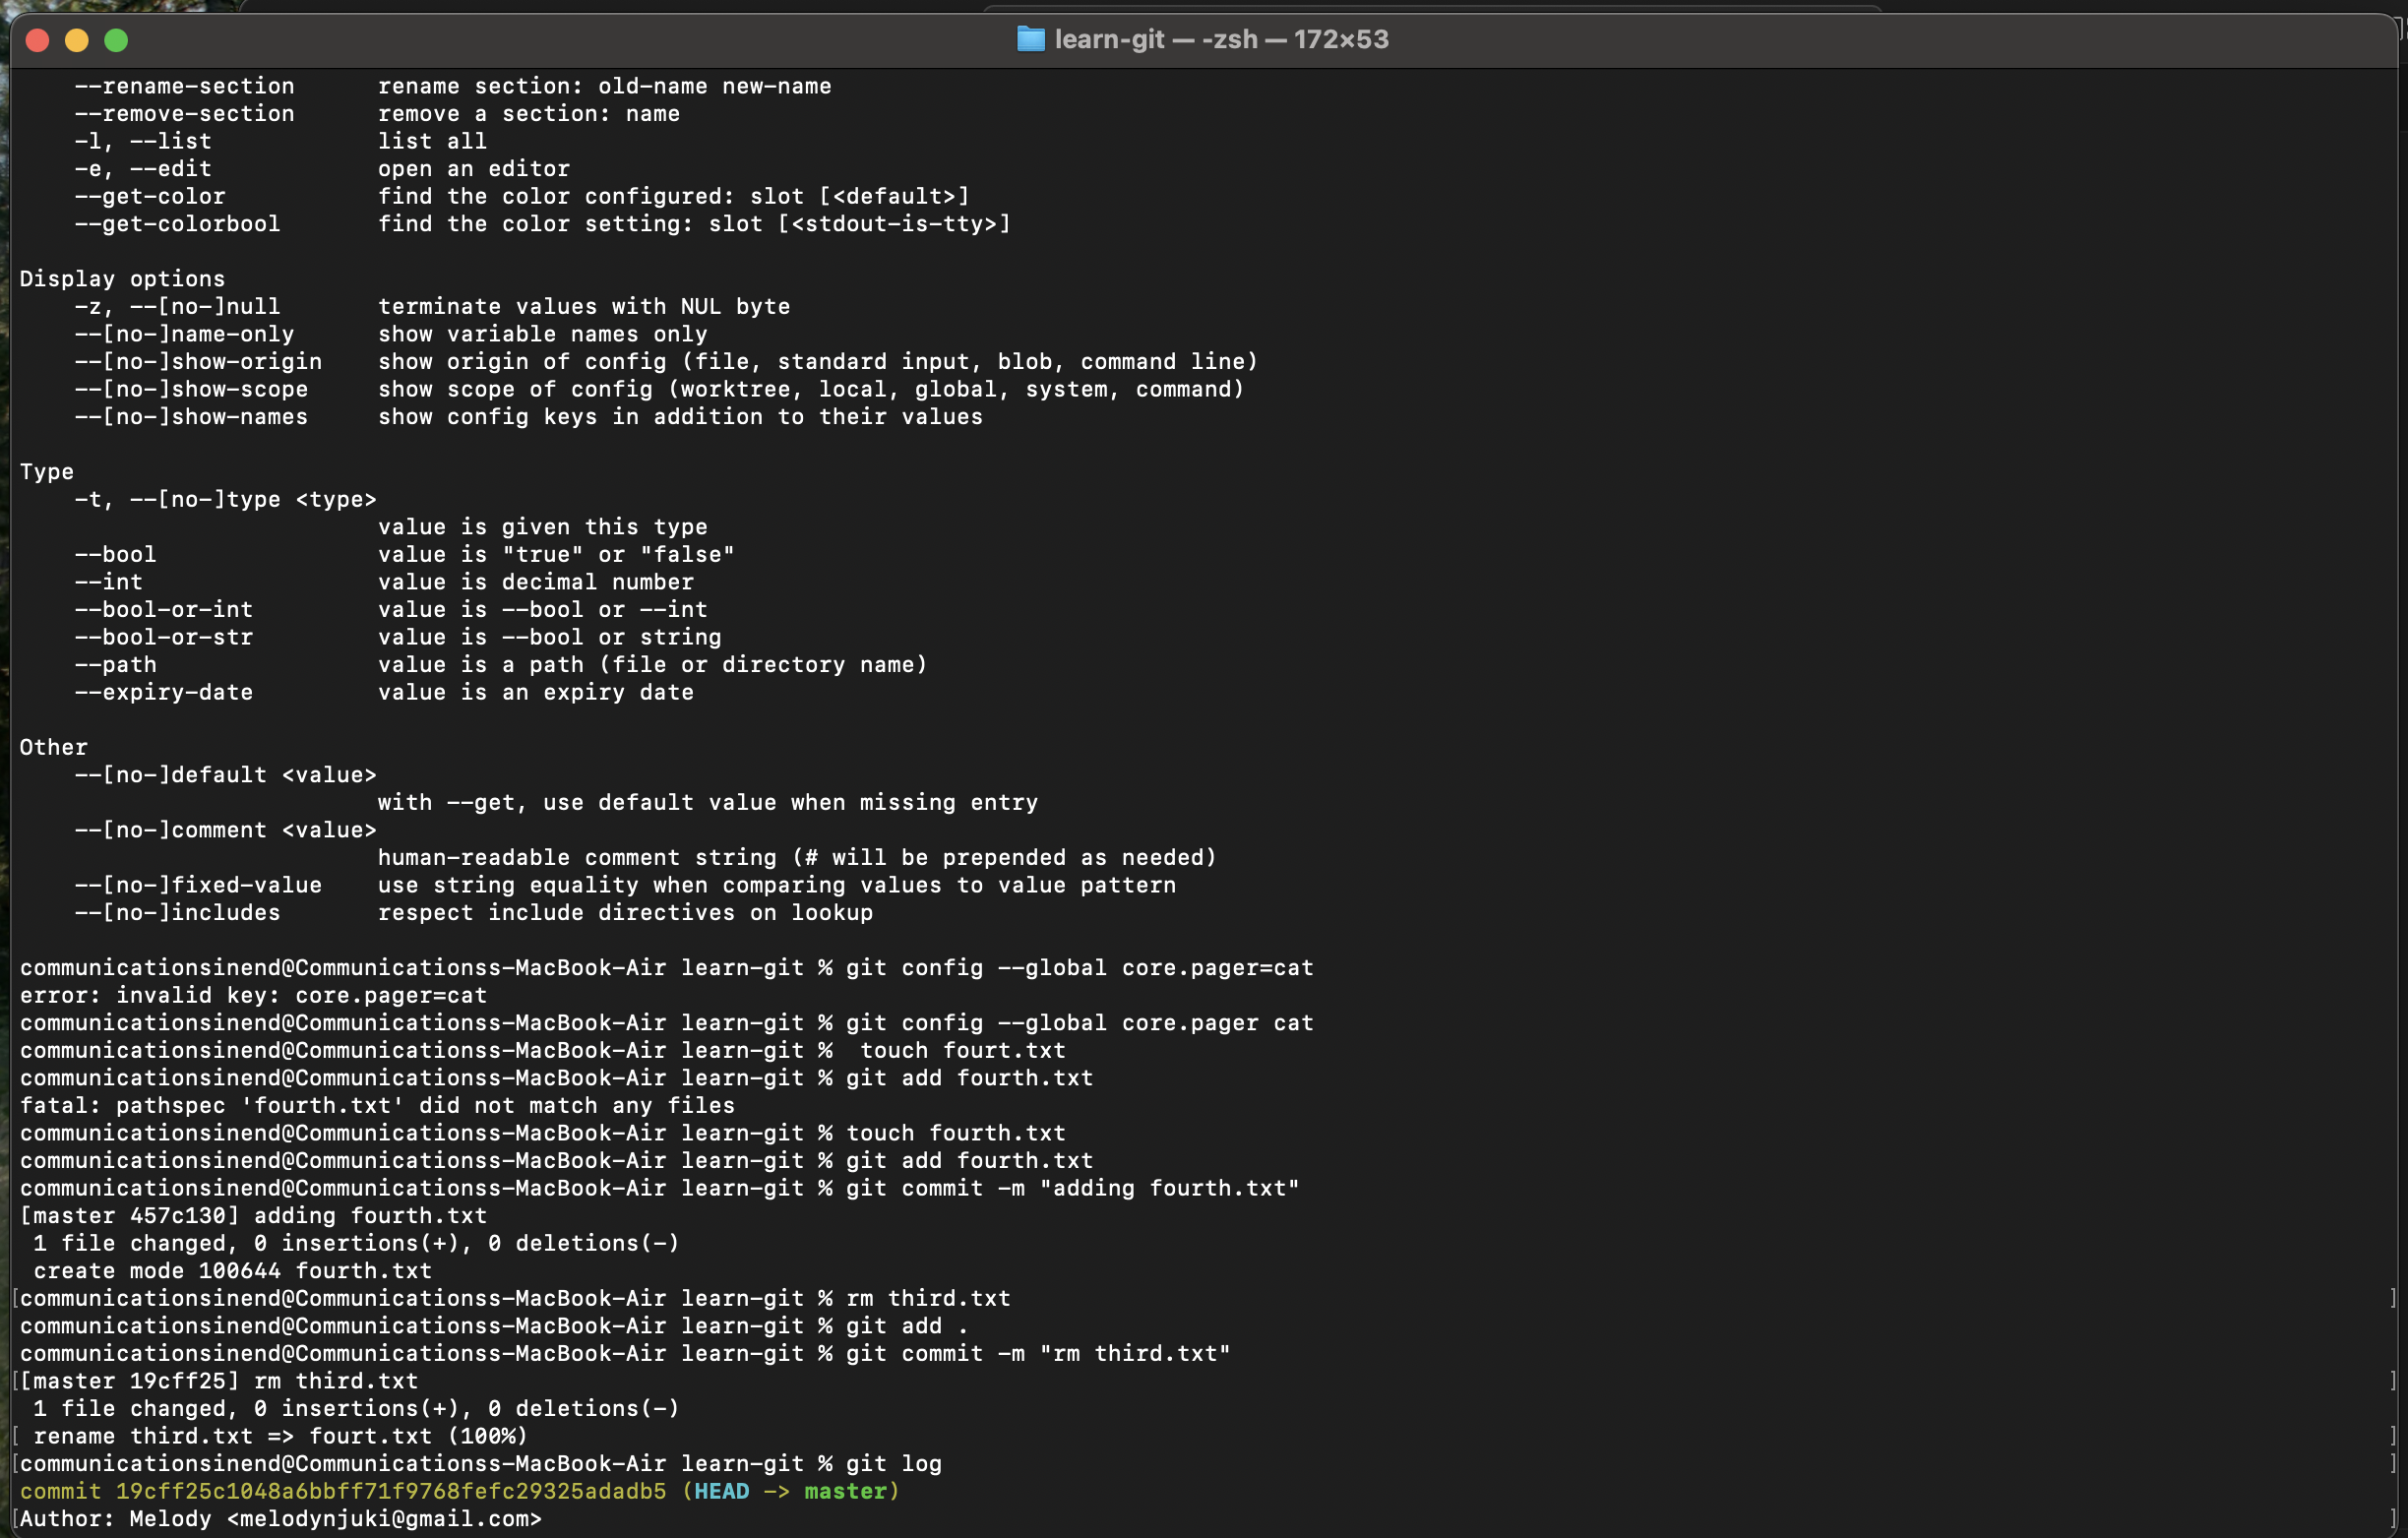 learn-git — -zsh — 172×53
--rename-section rename section: old-name new-name
--remove-section remove a section: name
-l, --list list all
-e, --edit open an editor
--get-color find the color configured: slot [<default>]
--get-colorbool find the color setting: slot [<stdout-is-tty>]
Display options
-z, --[no-]null terminate values with NUL byte
--[no-]name-only show variable names only
--[no-]show-origin show origin of config (file, standard input, blob, command line)
--[no-]show-scope show scope of config (worktree, local, global, system, command)
--[no-]show-names show config keys in addition to their values
Type
-t, --[no-]type <type>
value is given this type
--bool value is "true" or "false"
--int value is decimal number
--bool-or-int value is --bool or --int
--bool-or-str value is --bool or string
--path value is a path (file or directory name)
--expiry-date value is an expiry date
Other
--[no-]default <value>
with --get, use default value when missing entry
--[no-]comment <value>
human-readable comment string (# will be prepended as needed)
--[no-]fixed-value use string equality when comparing values to value pattern
--[no-]includes respect include directives on lookup
communicationsinend@Communicationss-MacBook-Air learn-git % git config --global core.pager=cat
error: invalid key: core.pager=cat
communicationsinend@Communicationss-MacBook-Air learn-git % git config --global core.pager cat
communicationsinend@Communicationss-MacBook-Air learn-git %  touch fourt.txt
communicationsinend@Communicationss-MacBook-Air learn-git % git add fourth.txt
fatal: pathspec 'fourth.txt' did not match any files
communicationsinend@Communicationss-MacBook-Air learn-git % touch fourth.txt
communicationsinend@Communicationss-MacBook-Air learn-git % git add fourth.txt
communicationsinend@Communicationss-MacBook-Air learn-git % git commit -m "adding fourth.txt"
[master 457c130] adding fourth.txt
1 file changed, 0 insertions(+), 0 deletions(-)
create mode 100644 fourth.txt
[communicationsinend@Communicationss-MacBook-Air learn-git % rm third.txt ]
communicationsinend@Communicationss-MacBook-Air learn-git % git add .
communicationsinend@Communicationss-MacBook-Air learn-git % git commit -m "rm third.txt"
[[master 19cff25] rm third.txt ]
1 file changed, 0 insertions(+), 0 deletions(-)
[ rename third.txt => fourt.txt (100%) ]
[communicationsinend@Communicationss-MacBook-Air learn-git % git log ]
commit 19cff25c1048a6bbff71f9768fefc29325adadb5 (HEAD -> master)
[Author: Melody <melodynjuki@gmail.com> ]